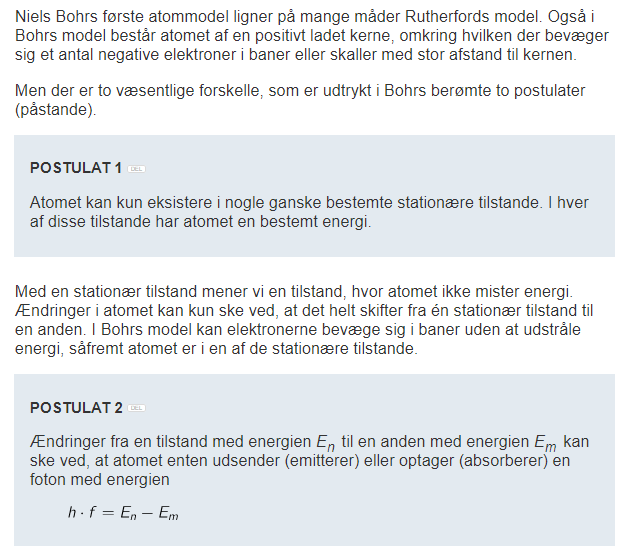 Niels Bohrs første atommodel ligner på mange måder Rutherfords model. Også i
Bohrs model består atomet af en positivt ladet kerne, omkring hvilken der bevæger
sig et antal negative elektroner i baner eller skaller med stor afstand til kernen.
Men der er to væsentlige forskelle, som er udtrykt i Bohrs berømte to postulater
(påstande).
POSTULAT 1 DEL
Atomet kan kun eksistere i nogle ganske bestemte stationære tilstande. I hver
af disse tilstande har atomet en bestemt energi.
Med en stationær tilstand mener vi en tilstand, hvor atomet ikke mister energi.
Ændringer i atomet kan kun ske ved, at det helt skifter fra én stationær tilstand til
en anden. I Bohrs model kan elektronerne bevæge sig i baner uden at udstråle
energi, såfremt atomet er i en af de stationære tilstande.
POSTULAT 2 DEL
Ændringer fra en tilstand med energien Eₙ til en anden med energien Eₘ kan
ske ved, at atomet enten udsender (emitterer) eller optager (absorberer) en
foton med energien
h · f = Eₙ − Eₘ